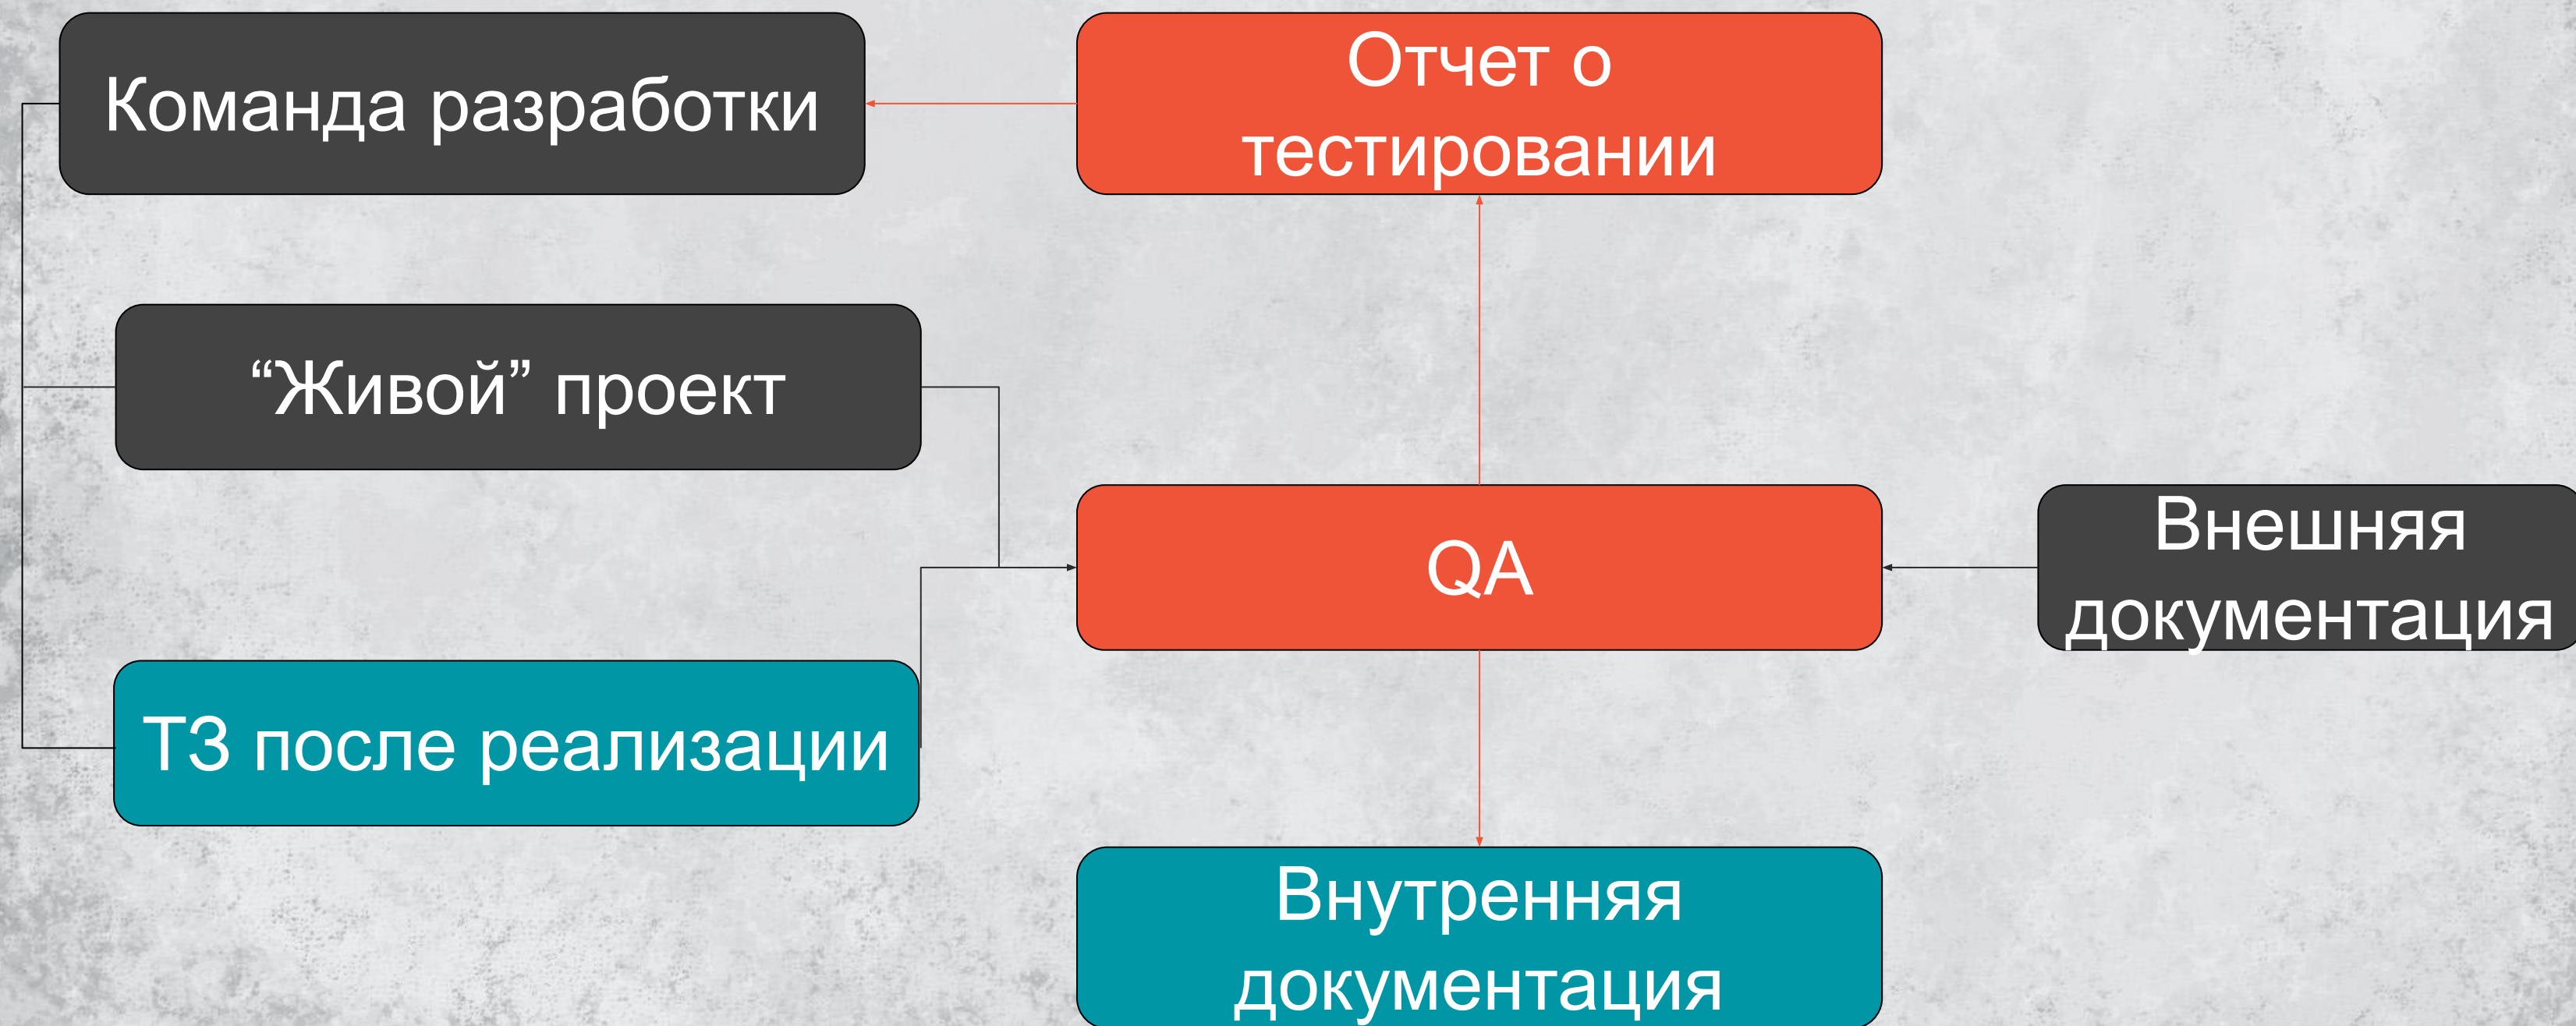 Команда разработки
Отчет о
тестировании
“Живой” проект
QA
Внешняя
документация
ТЗ после реализации
Внутренняя
документация